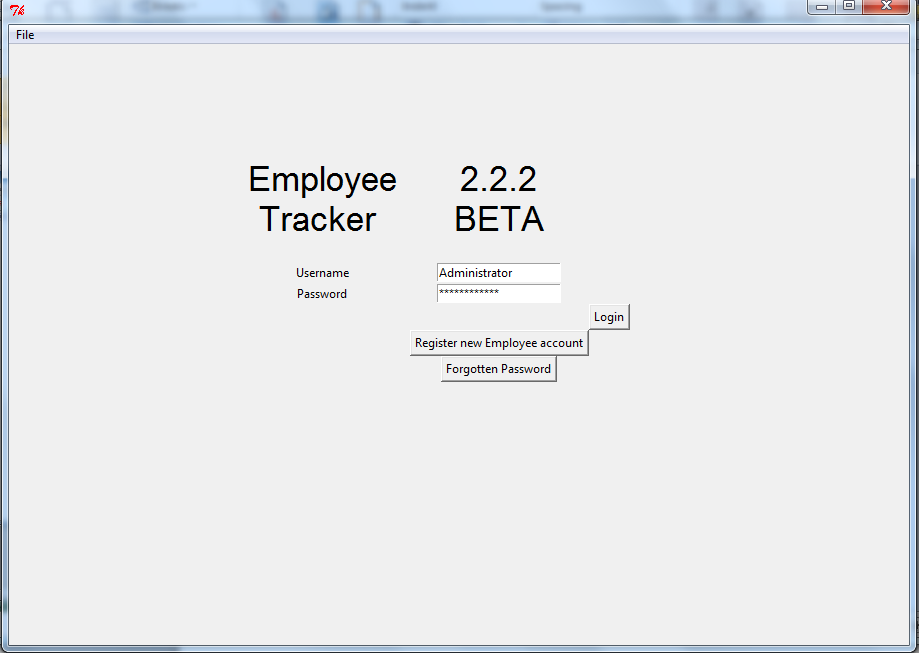 File
Employee 2.2.2
Tracker BETA
Username Administrator
Password ************
Login
Register new Employee account
Forgotten Password